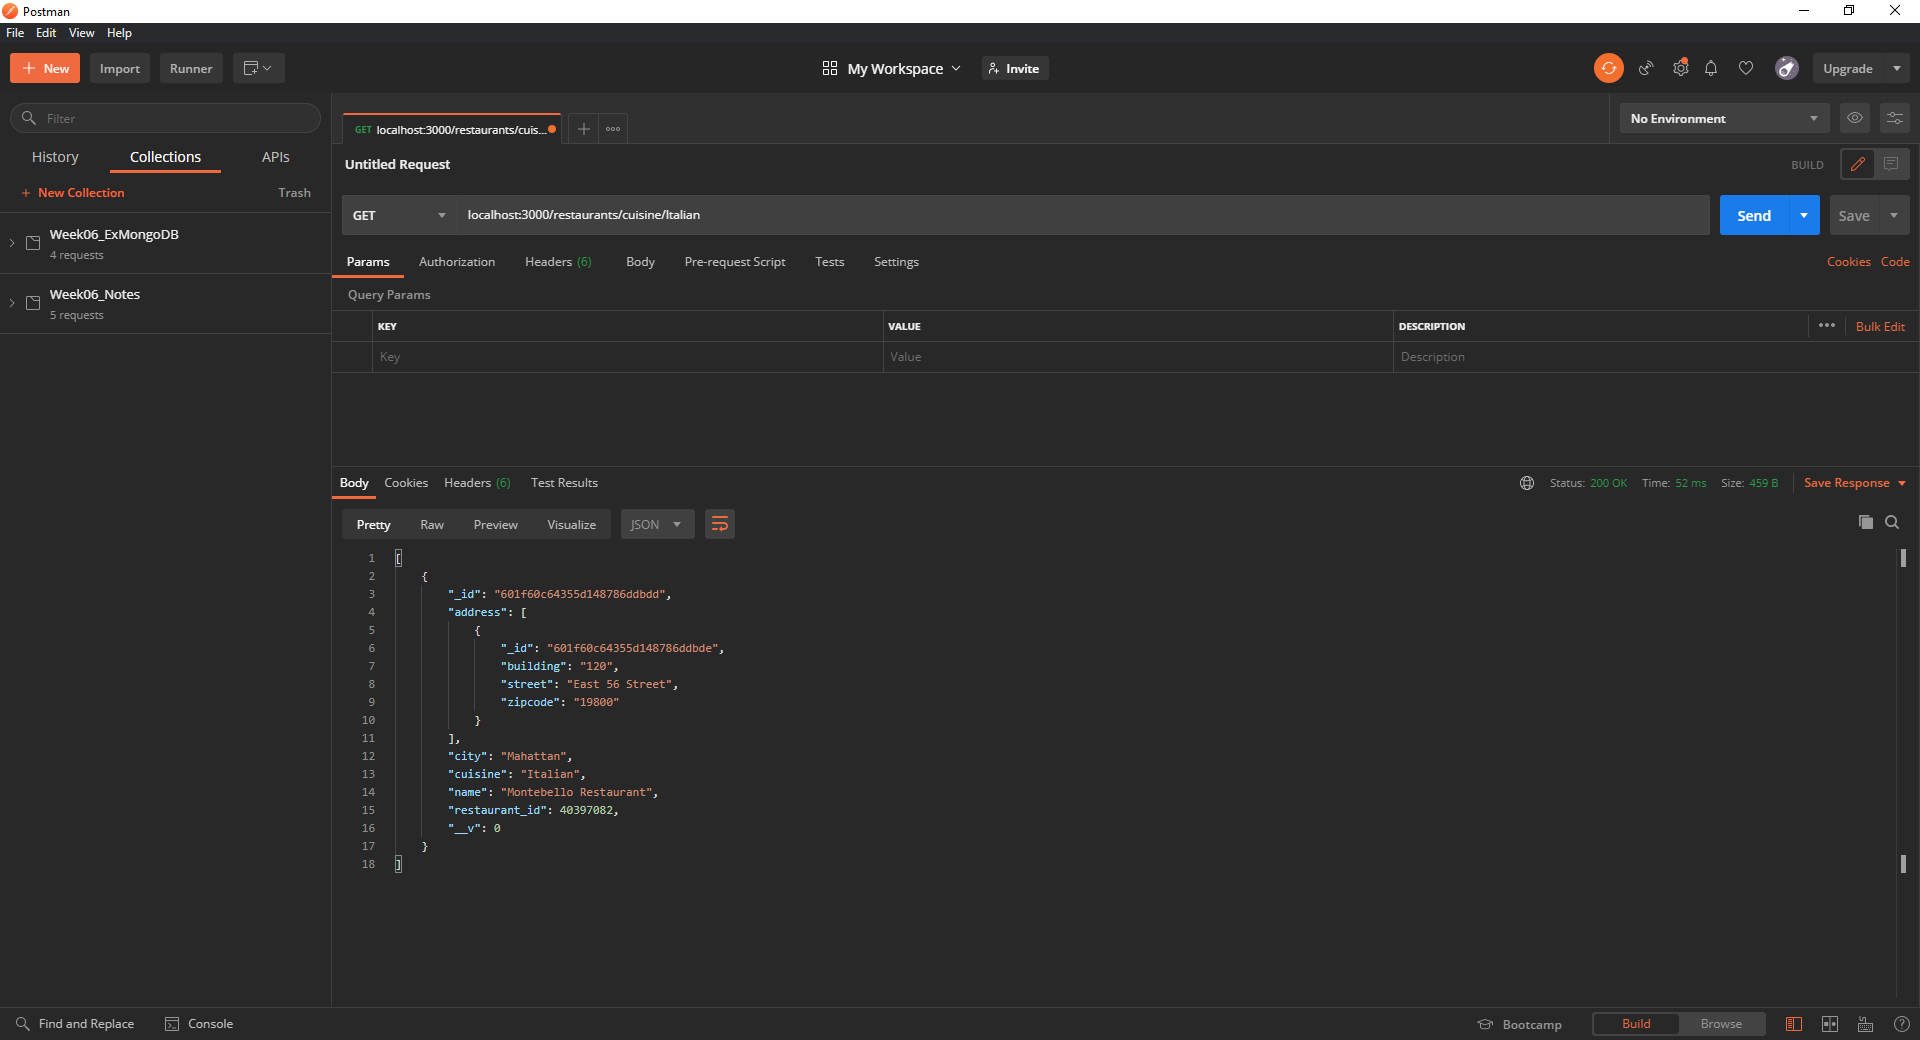 Postman
File Edit View Help
New Import Runner My Workspace Invite Upgrade
Filter
History Collections APIs
New Collection Trash
Week06_ExMongoDB
4 requests
Week06_Notes
5 requests
GET localhost:3000/restaurants/cuis...
No Environment
Untitled Request
BUILD
GET localhost:3000/restaurants/cuisine/Italian
Send Save
Params Authorization Headers (6) Body Pre-request Script Tests Settings Cookies Code
Query Params
KEY VALUE DESCRIPTION Bulk Edit
Key Value Description
Body Cookies Headers (6) Test Results Status: 200 OK Time: 52 ms Size: 459 B Save Response
Pretty Raw Preview Visualize JSON
1 [
2 {
3 "_id": "601f60c64355d148786ddbdd",
4 "address": [
5 {
6 "_id": "601f60c64355d148786ddbde",
7 "building": "120",
8 "street": "East 56 Street",
9 "zipcode": "19800"
10 }
11 ],
12 "city": "Mahattan",
13 "cuisine": "Italian",
14 "name": "Montebello Restaurant",
15 "restaurant_id": 40397082,
16 "__v": 0
17 }
18 ]
Find and Replace Console Bootcamp Build Browse